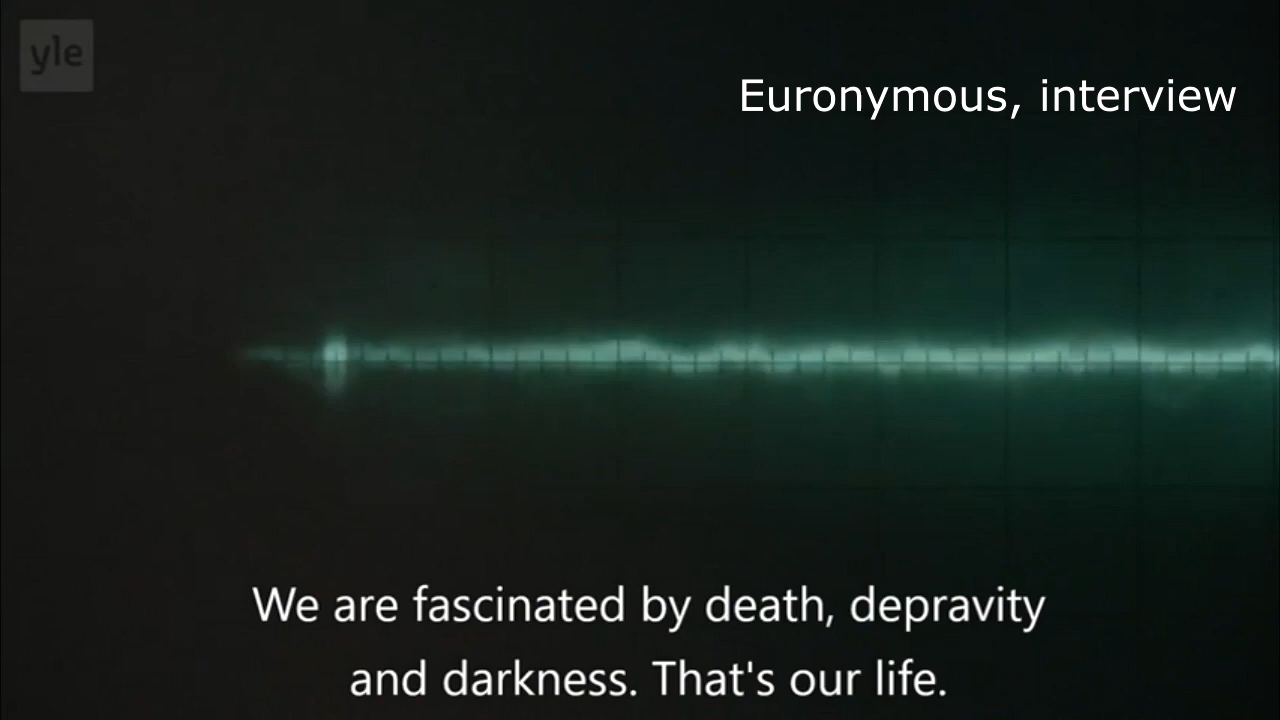 yle
Euronymous, interview
We are fascinated by death, depravity
and darkness. That's our life.